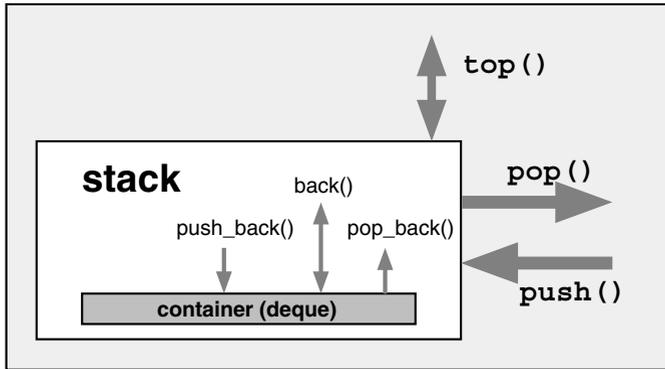 top()
stack
pop()
back()
push_back()
pop_back()
push()
container (deque)